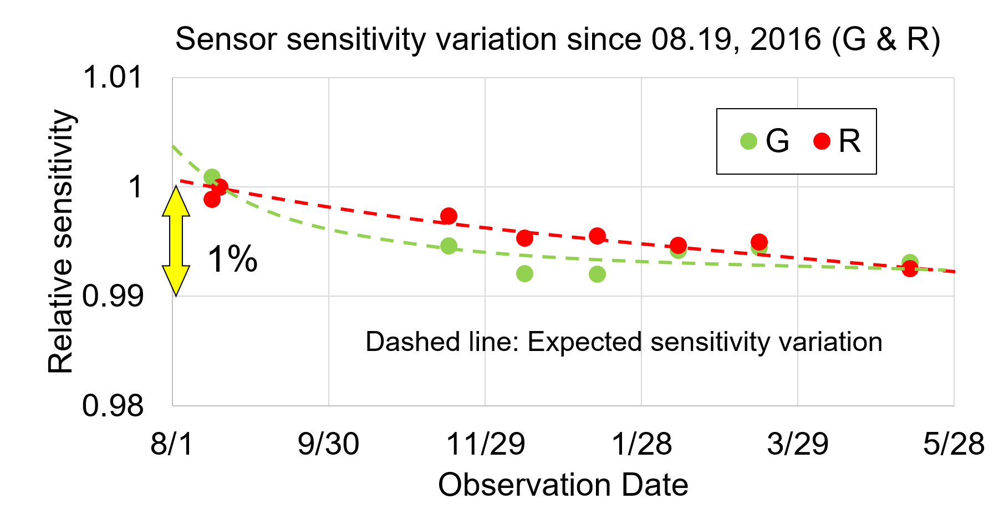 Sensor sensitivity variation since 08.19, 2016 (G & R)
Relative sensitivity
1.01
1
0.99
0.98
G R
1%
Dashed line: Expected sensitivity variation
8/1 9/30 11/29 1/28 3/29 5/28
Observation Date